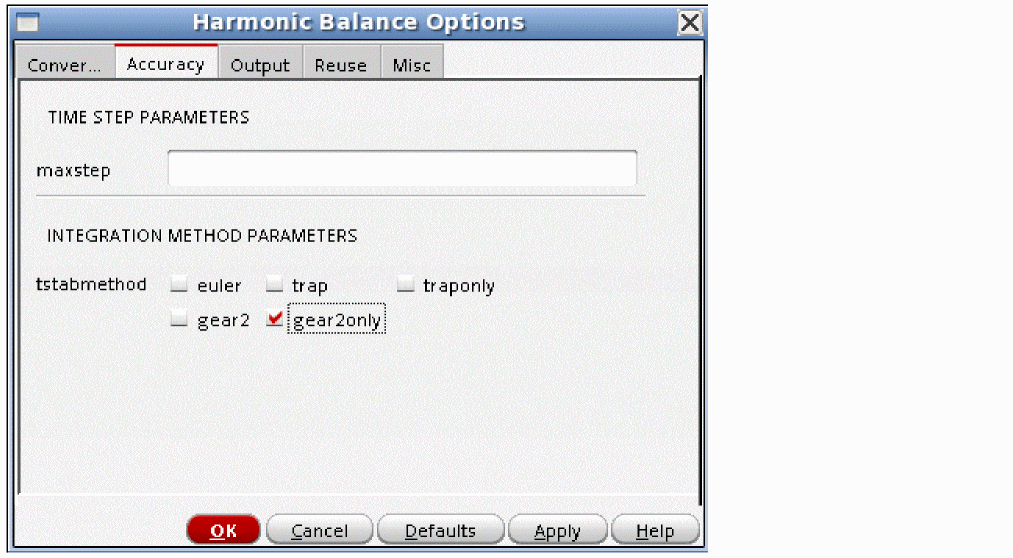 Harmonic Balance Options
Conver... Accuracy Output Reuse Misc
TIME STEP PARAMETERS
maxstep
INTEGRATION METHOD PARAMETERS
tstabmethod euler trap traponly
gear2 gear2only
OK Cancel Defaults Apply Help